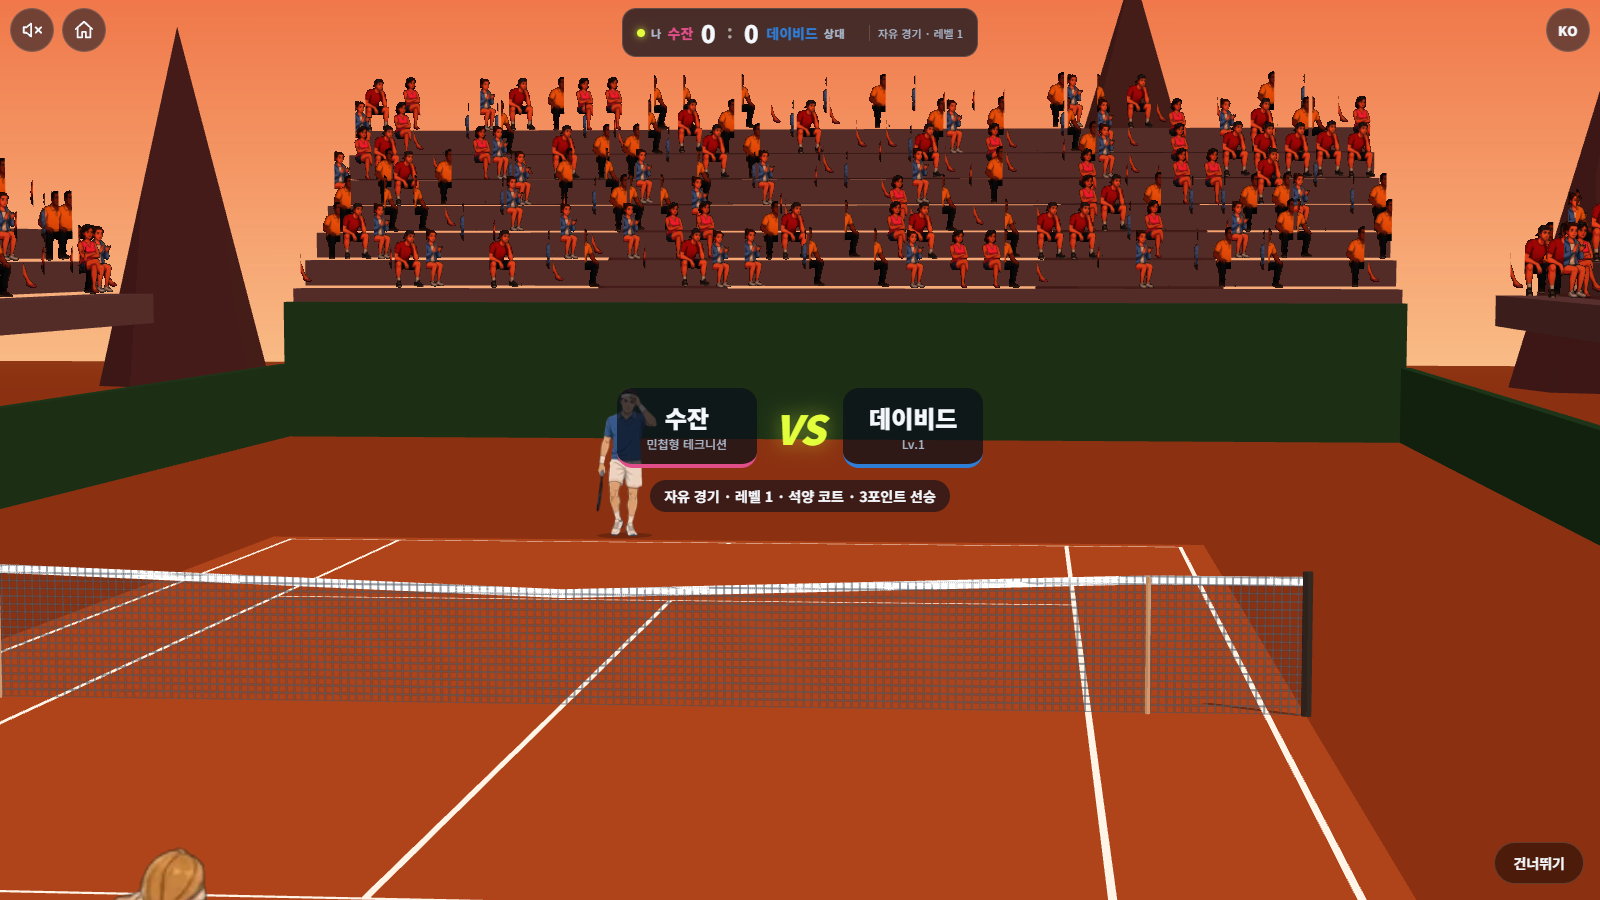 나 수잔 0 : 0 데이비드 상대 자유 경기 · 레벨 1
KO
수잔
민첩형 테크니션
VS
데이비드
Lv.1
자유 경기 · 레벨 1 · 석양 코트 · 3포인트 선승
건너뛰기